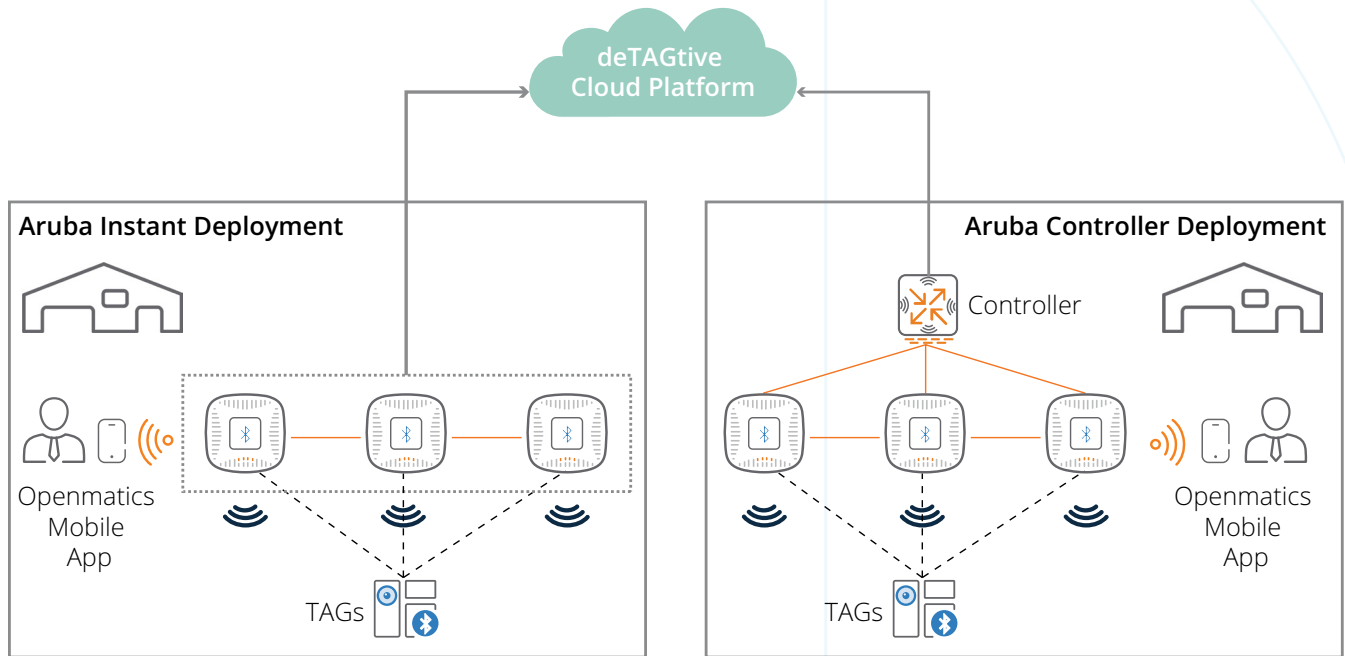 deTAGtive
Cloud Platform
Aruba Instant Deployment
Openmatics
Mobile
App
TAGs
Aruba Controller Deployment
Controller
Openmatics
Mobile
App
TAGs